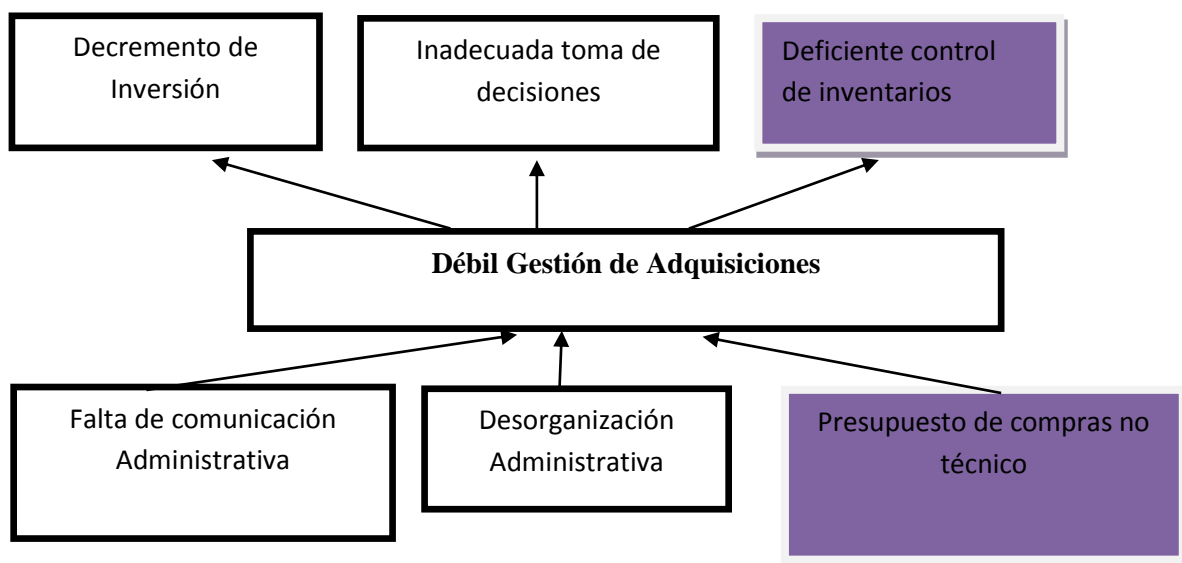 Decremento de
Inversión
Inadecuada toma de
decisiones
Deficiente control
de inventarios
Débil Gestión de Adquisiciones
Falta de comunicación
Administrativa
Desorganización
Administrativa
Presupuesto de compras no
técnico